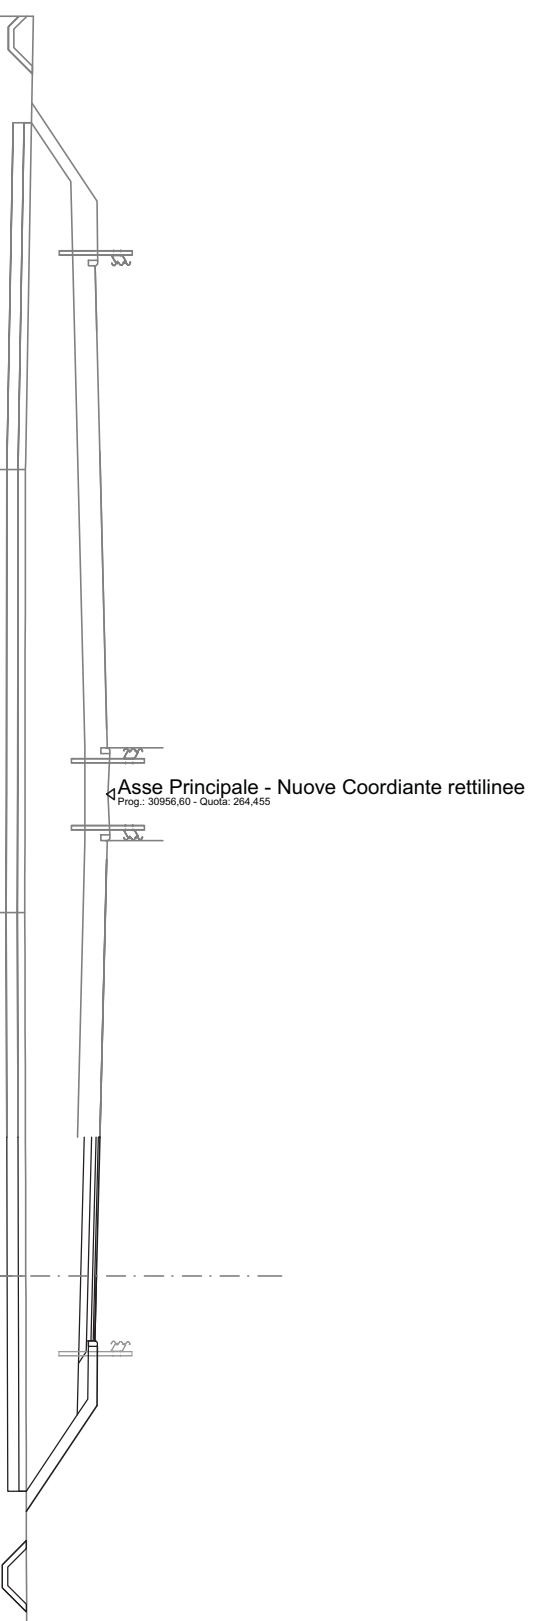 Asse Principale - Nuove Coordiante rettilinee
Prog.: 30956,60 - Quota: 264,455